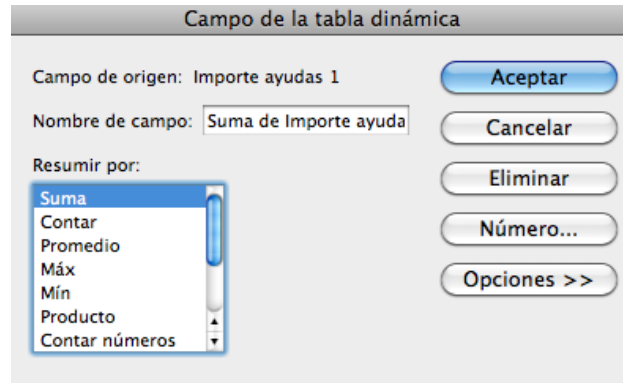 Campo de la tabla dinámica
Campo de origen: Importe ayudas 1
Nombre de campo: Suma de Importe ayuda
Resumir por:
Suma
Contar
Promedio
Máx
Mín
Producto
Contar números
Aceptar
Cancelar
Eliminar
Número...
Opciones >>